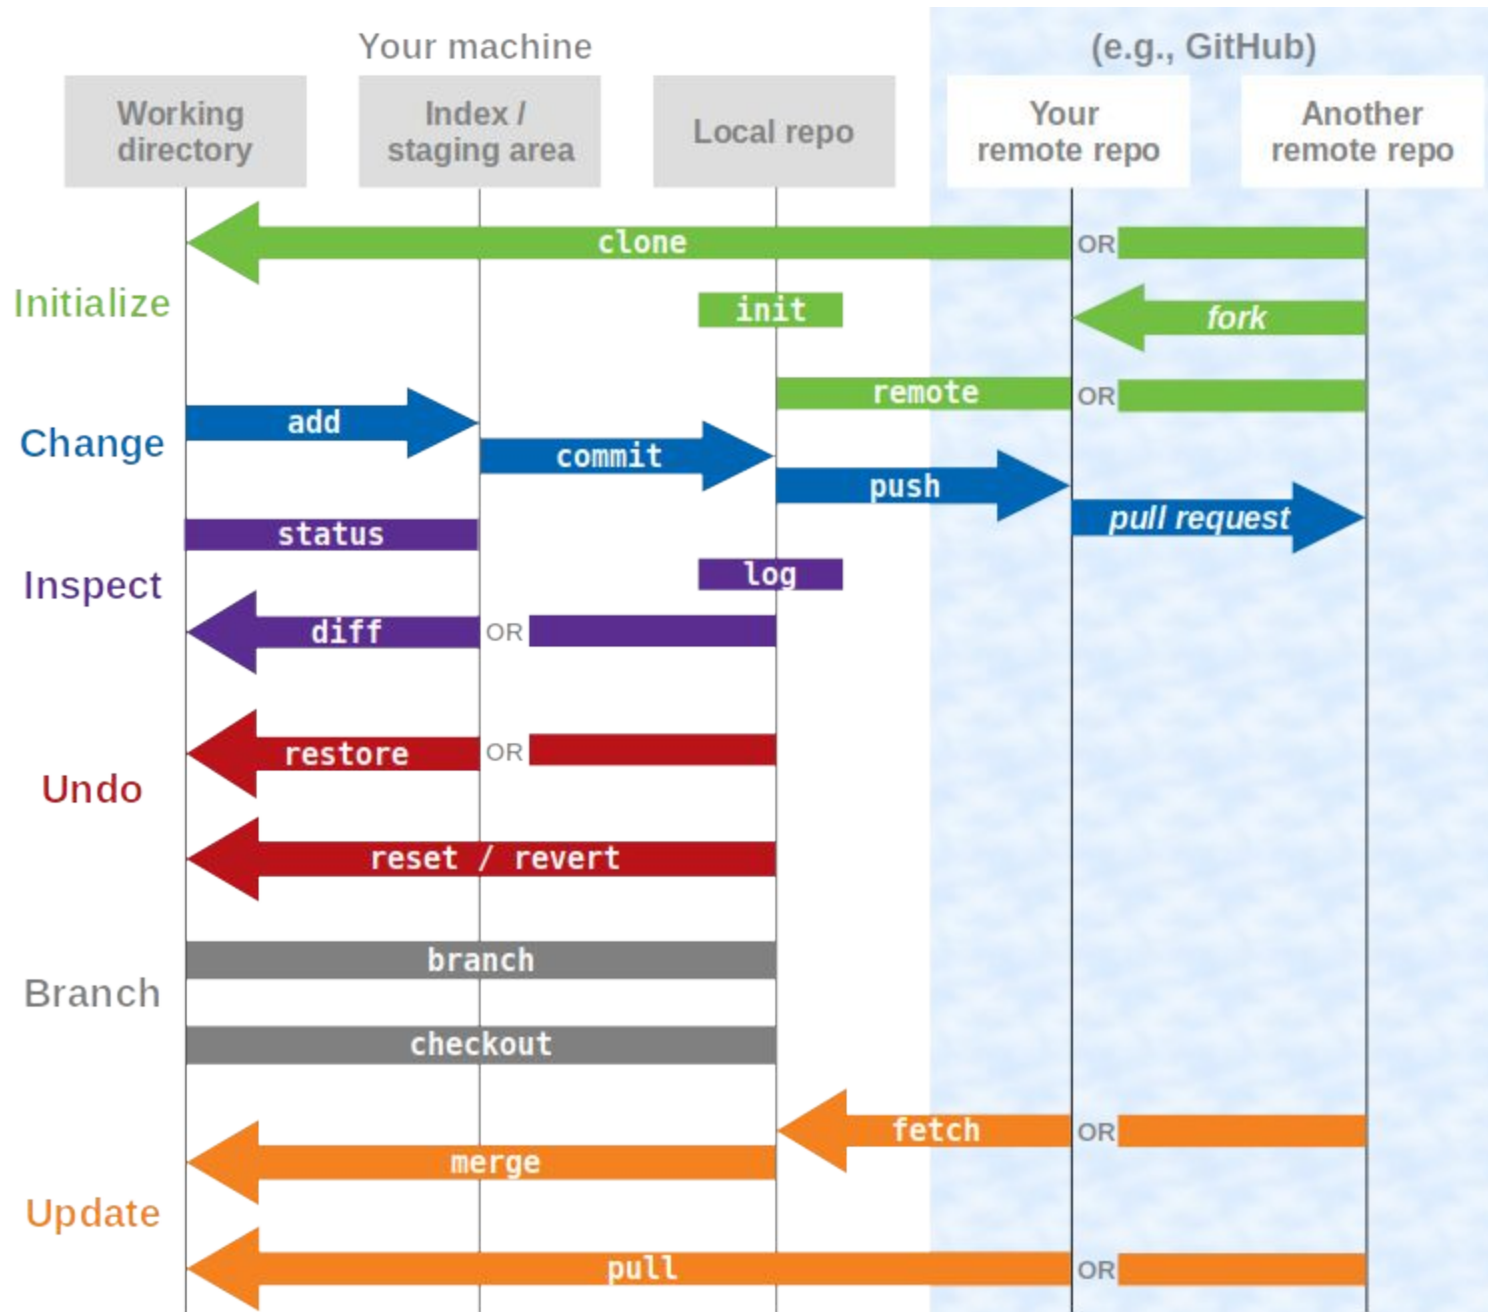 Your machine
(e.g., GitHub)
Working
directory
Index /
staging area
Local repo
Your
remote repo
Another
remote repo
clone
OR
Initialize
init
fork
remote
OR
add
Change
commit
push
pull request
status
Inspect
log
diff
OR
restore
OR
Undo
reset / revert
branch
Branch
checkout
fetch
OR
merge
Update
pull
OR